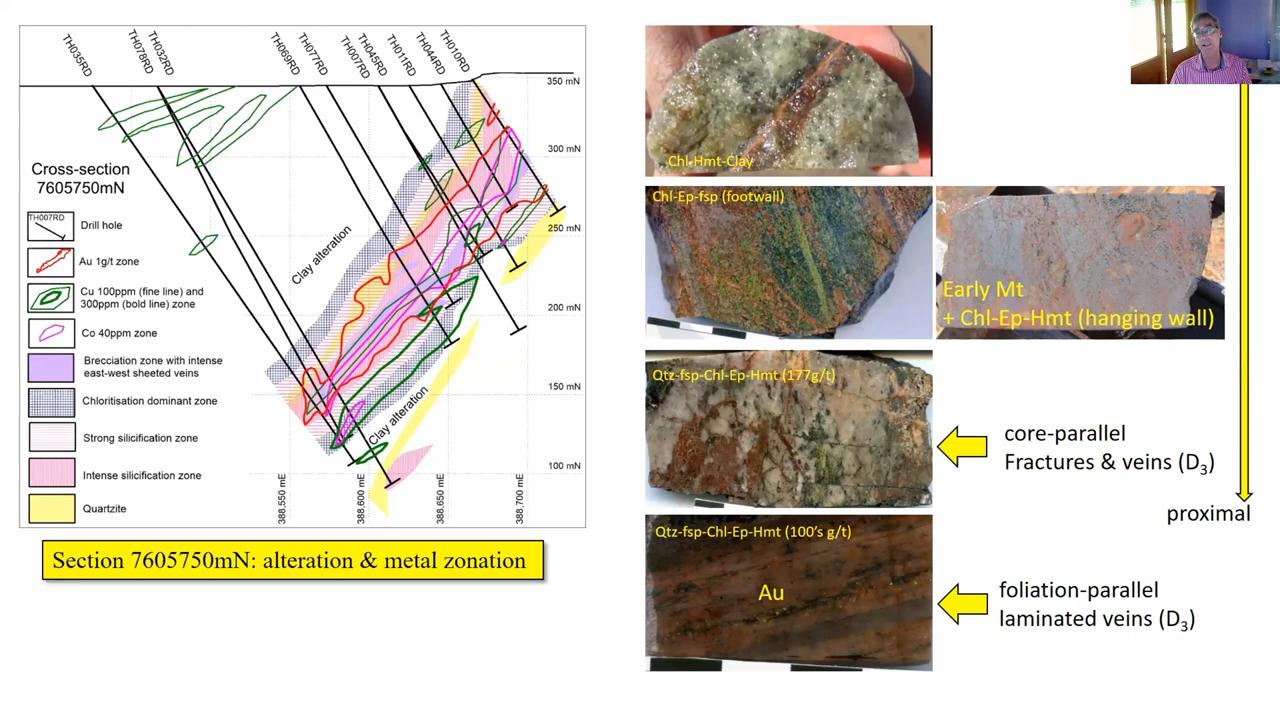 TH035RD
TH078RD
TH032RD
TH069RD
TH077RD
TH007RD
TH045RD
TH011RD
TH044RD
TH010RD
350 mN
300 mN
250 mN
200 mN
150 mN
100 mN
Cross-section
7605750mN
TH007RD
Drill hole
Au 1g/t zone
Cu 100ppm (fine line) and
300ppm (bold line) zone
Co 40ppm zone
Brecciation zone with intense
east-west sheeted veins
Chloritisation dominant zone
Strong silicification zone
Intense silicification zone
Quartzite
Clay alteration
Clay alteration
388,550 mE
388,600 mE
388,650 mE
388,700 mE
Section 7605750mN: alteration & metal zonation
Chl-Hmt-Clay
Chl-Ep-fsp (footwall)
Early Mt
+ Chl-Ep-Hmt (hanging wall)
Qtz-fsp-Chl-Ep-Hmt (177g/t)
core-parallel
Fractures & veins (D₃)
proximal
Qtz-fsp-Chl-Ep-Hmt (100's g/t)
Au
foliation-parallel
laminated veins (D₃)